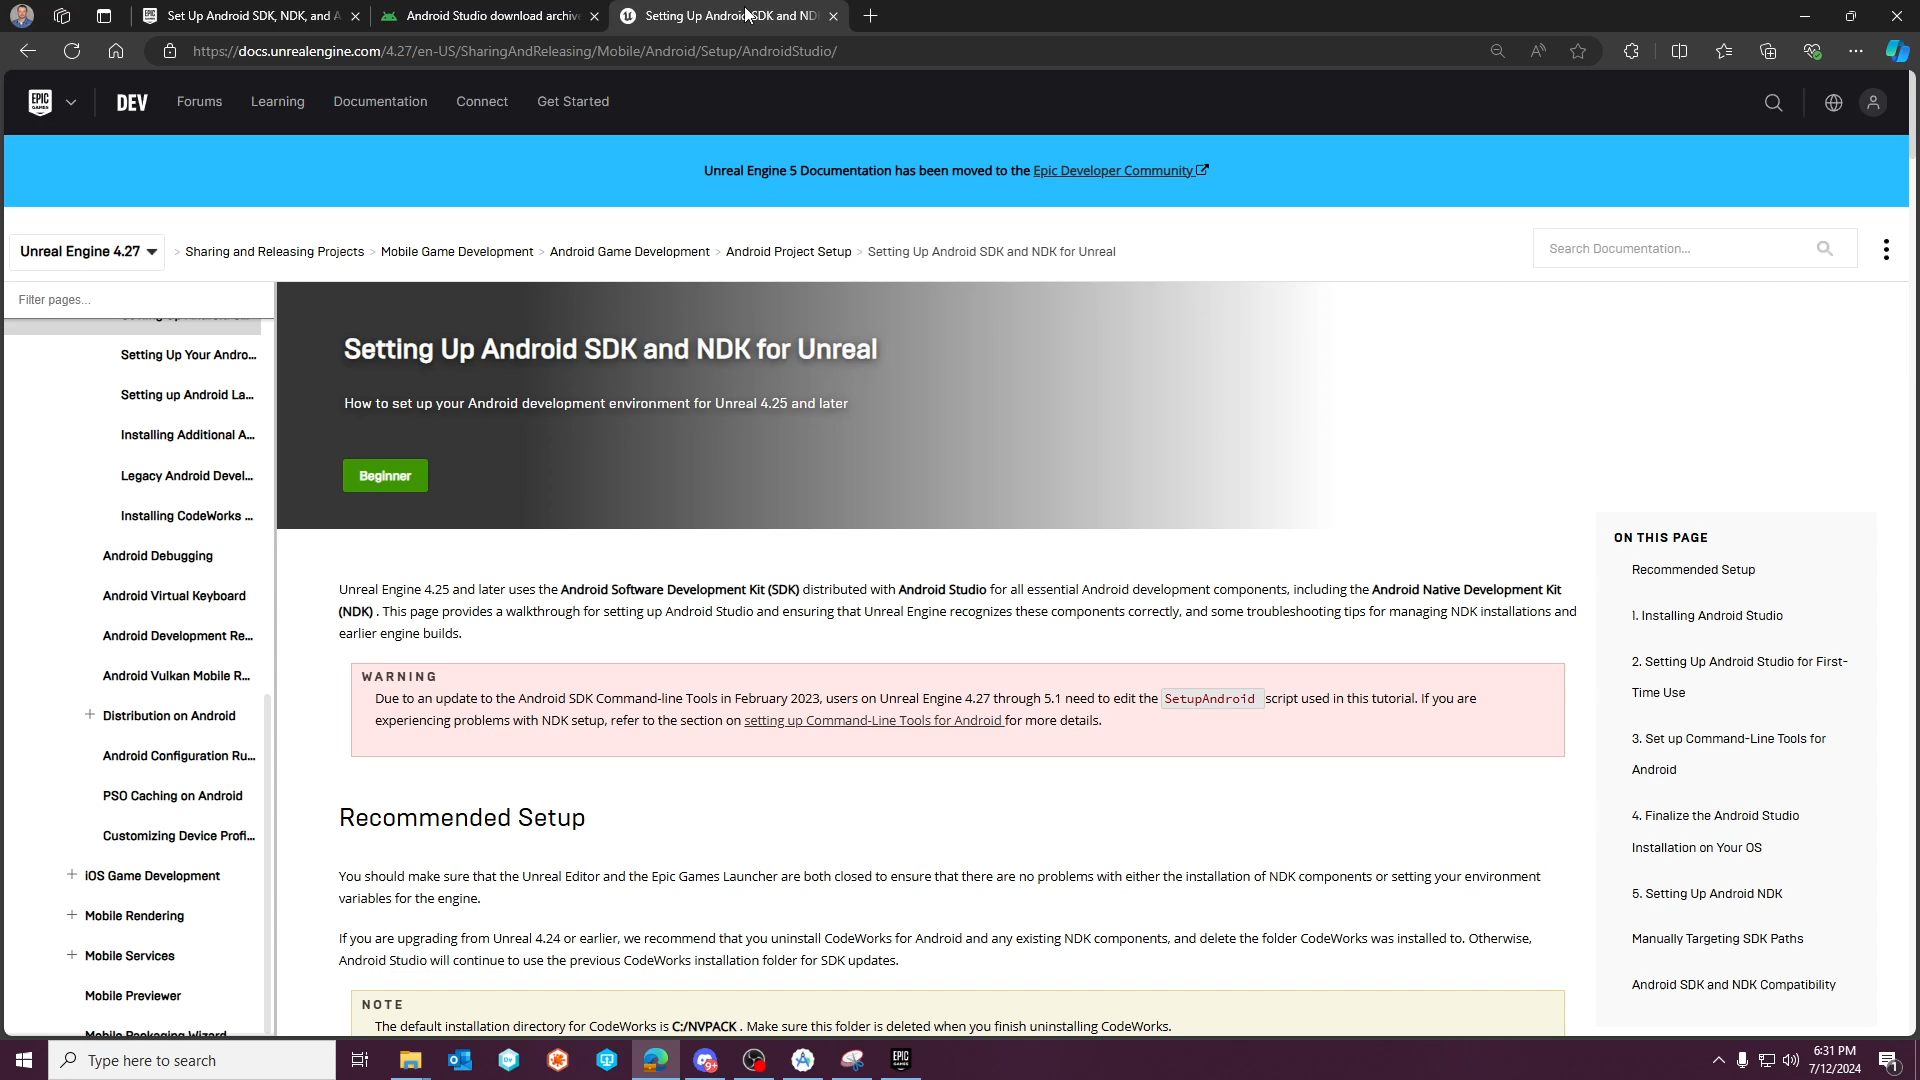 Set Up Android SDK, NDK, and A
Android Studio download archiv
Setting Up Android SDK and ND
https://docs.unrealengine.com/4.27/en-US/SharingAndReleasing/Mobile/Android/Setup/AndroidStudio/
EPIC GAMES
DEV
Forums
Learning
Documentation
Connect
Get Started
Unreal Engine 5 Documentation has been moved to the Epic Developer Community
Unreal Engine 4.27
> Sharing and Releasing Projects > Mobile Game Development > Android Game Development > Android Project Setup > Setting Up Android SDK and NDK for Unreal
Search Documentation...
Filter pages...
Setting Up Your Andro...
Setting up Android La...
Installing Additional A...
Legacy Android Devel...
Installing CodeWorks ...
Android Debugging
Android Virtual Keyboard
Android Development Re...
Android Vulkan Mobile R...
+ Distribution on Android
Android Configuration Ru...
PSO Caching on Android
Customizing Device Profi...
+ iOS Game Development
+ Mobile Rendering
+ Mobile Services
Mobile Previewer
Mobile Packaging Wizard
Setting Up Android SDK and NDK for Unreal
How to set up your Android development environment for Unreal 4.25 and later
Beginner
Unreal Engine 4.25 and later uses the Android Software Development Kit (SDK) distributed with Android Studio for all essential Android development components, including the Android Native Development Kit
(NDK) . This page provides a walkthrough for setting up Android Studio and ensuring that Unreal Engine recognizes these components correctly, and some troubleshooting tips for managing NDK installations and
earlier engine builds.
WARNING
Due to an update to the Android SDK Command-line Tools in February 2023, users on Unreal Engine 4.27 through 5.1 need to edit the SetupAndroid script used in this tutorial. If you are
experiencing problems with NDK setup, refer to the section on setting up Command-Line Tools for Android for more details.
Recommended Setup
You should make sure that the Unreal Editor and the Epic Games Launcher are both closed to ensure that there are no problems with either the installation of NDK components or setting your environment
variables for the engine.
If you are upgrading from Unreal 4.24 or earlier, we recommend that you uninstall CodeWorks for Android and any existing NDK components, and delete the folder CodeWorks was installed to. Otherwise,
Android Studio will continue to use the previous CodeWorks installation folder for SDK updates.
NOTE
The default installation directory for CodeWorks is C:/NVPACK . Make sure this folder is deleted when you finish uninstalling CodeWorks.
ON THIS PAGE
Recommended Setup
1. Installing Android Studio
2. Setting Up Android Studio for First-
Time Use
3. Set up Command-Line Tools for
Android
4. Finalize the Android Studio
Installation on Your OS
5. Setting Up Android NDK
Manually Targeting SDK Paths
Android SDK and NDK Compatibility
Type here to search
9+
EPIC
6:31 PM
7/12/2024
1